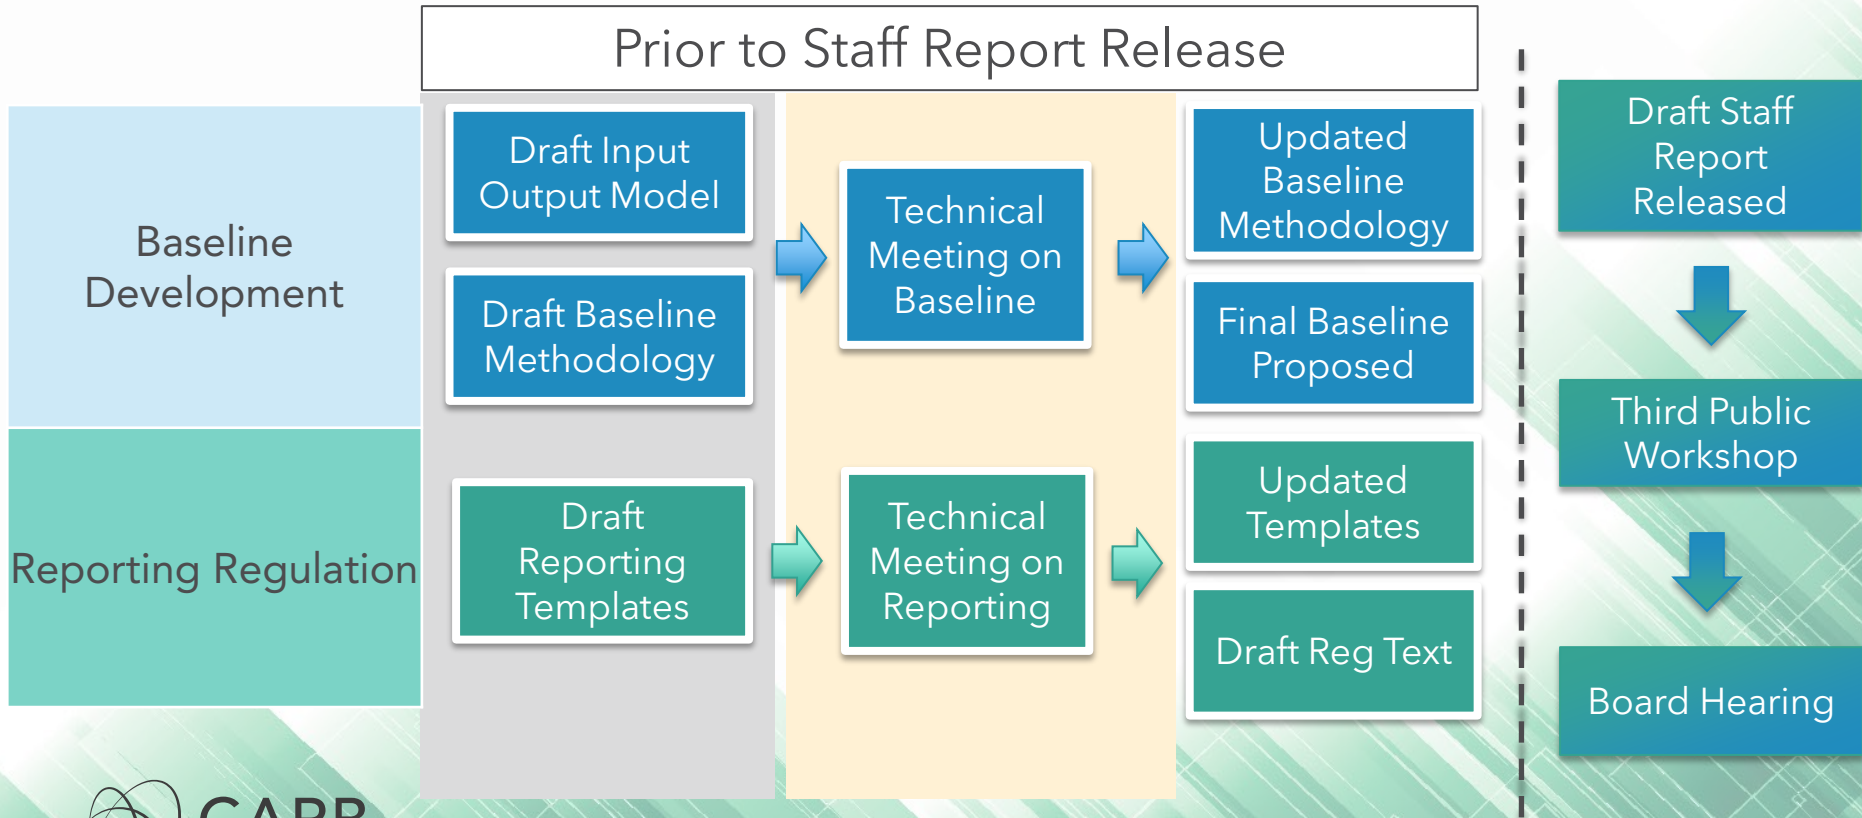 Prior to Staff Report Release
Baseline
Development
Draft Input
Output Model
Draft Baseline
Methodology
Technical
Meeting on
Baseline
Updated
Baseline
Methodology
Final Baseline
Proposed
Reporting Regulation
Draft
Reporting
Templates
Technical
Meeting on
Reporting
Updated
Templates
Draft Reg Text
Draft Staff
Report
Released
Third Public
Workshop
Board Hearing
CARB